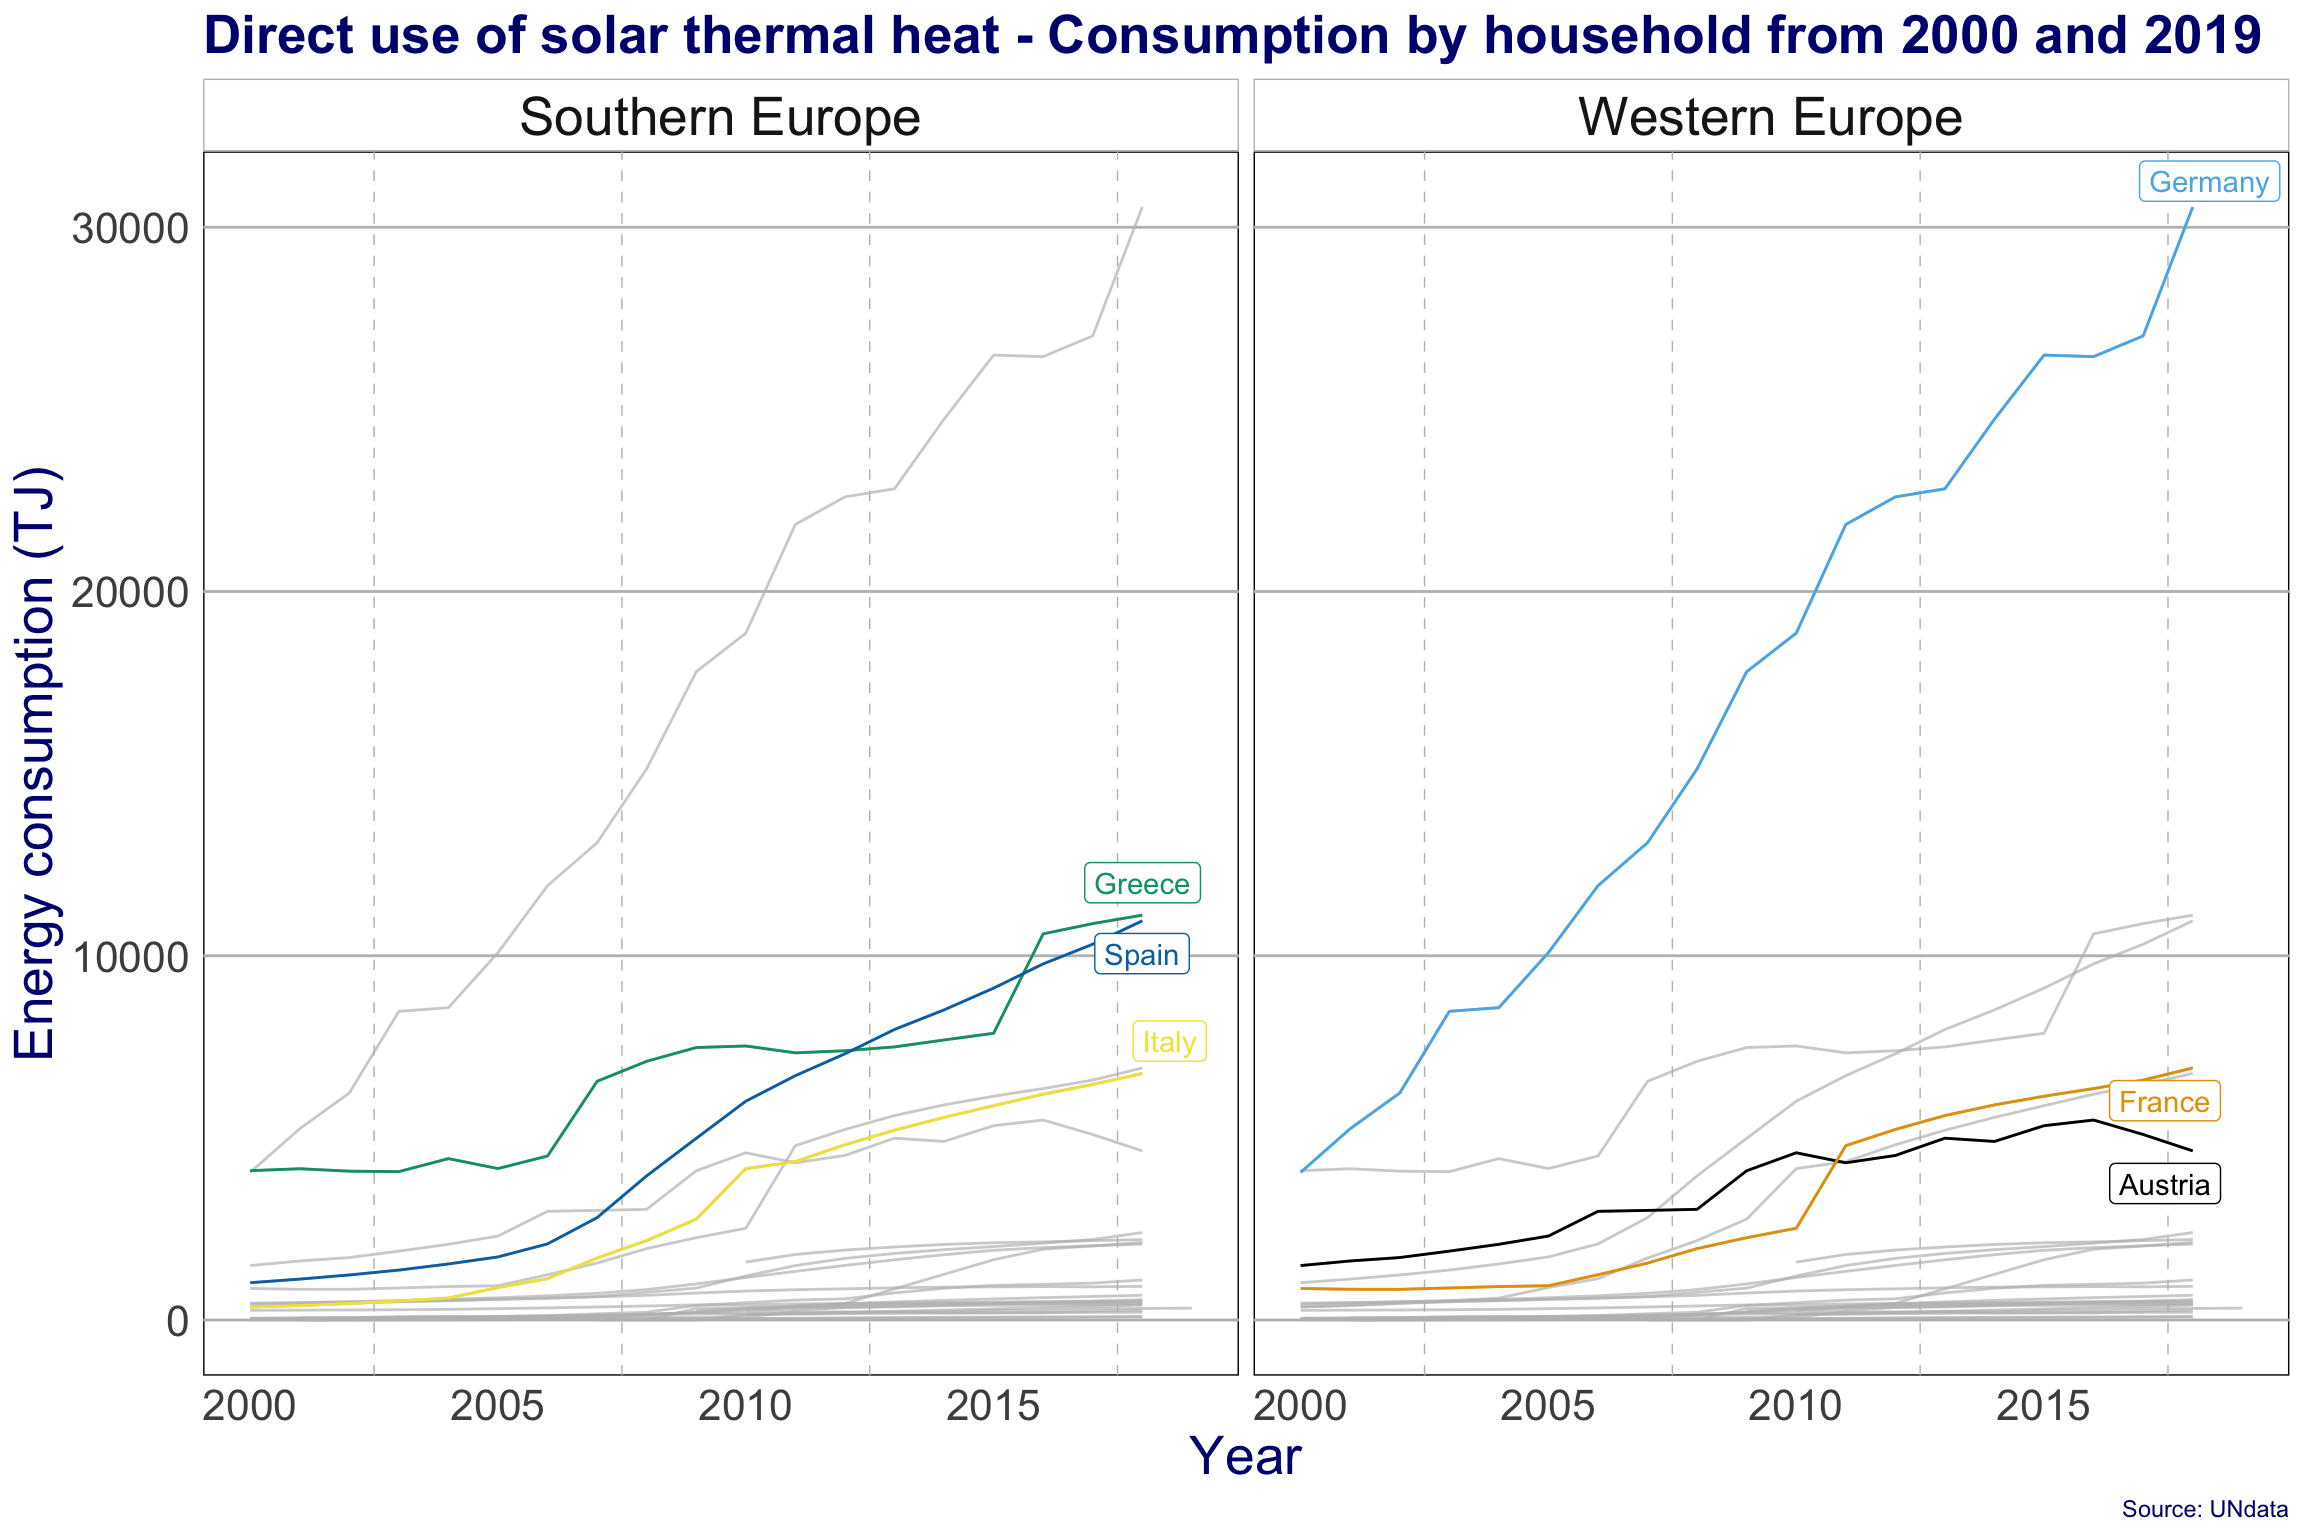 Direct use of solar thermal heat - Consumption by household from 2000 and 2019
Southern Europe
Western Europe
Energy consumption (TJ)
30000
20000
10000
0
Greece
Spain
Italy
Germany
France
Austria
2000 2005 2010 2015
2000 2005 2010 2015
Year
Source: UNdata